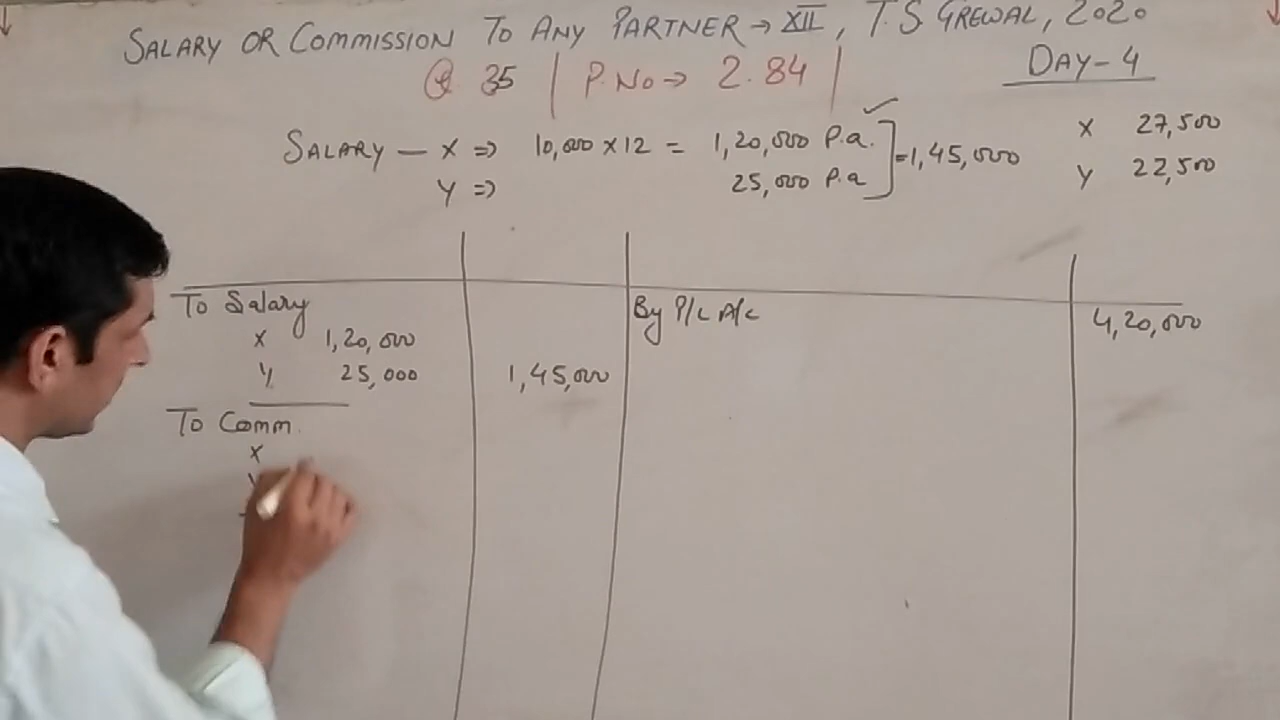 SALARY OR COMMISSION TO ANY PARTNER → XII, T.S GREWAL, 2020
Q 35 | P.No → 2.84 |
DAY-4
SALARY — X ⇒ 10,000 × 12 = 1,20,000 P.a.
Y ⇒ 25,000 P.a
=1,45,000
X 27,500
Y 22,500
To Salary
X 1,20,000
Y 25,000 1,45,000
To Comm.
X
Y
By P/L A/c 4,20,000